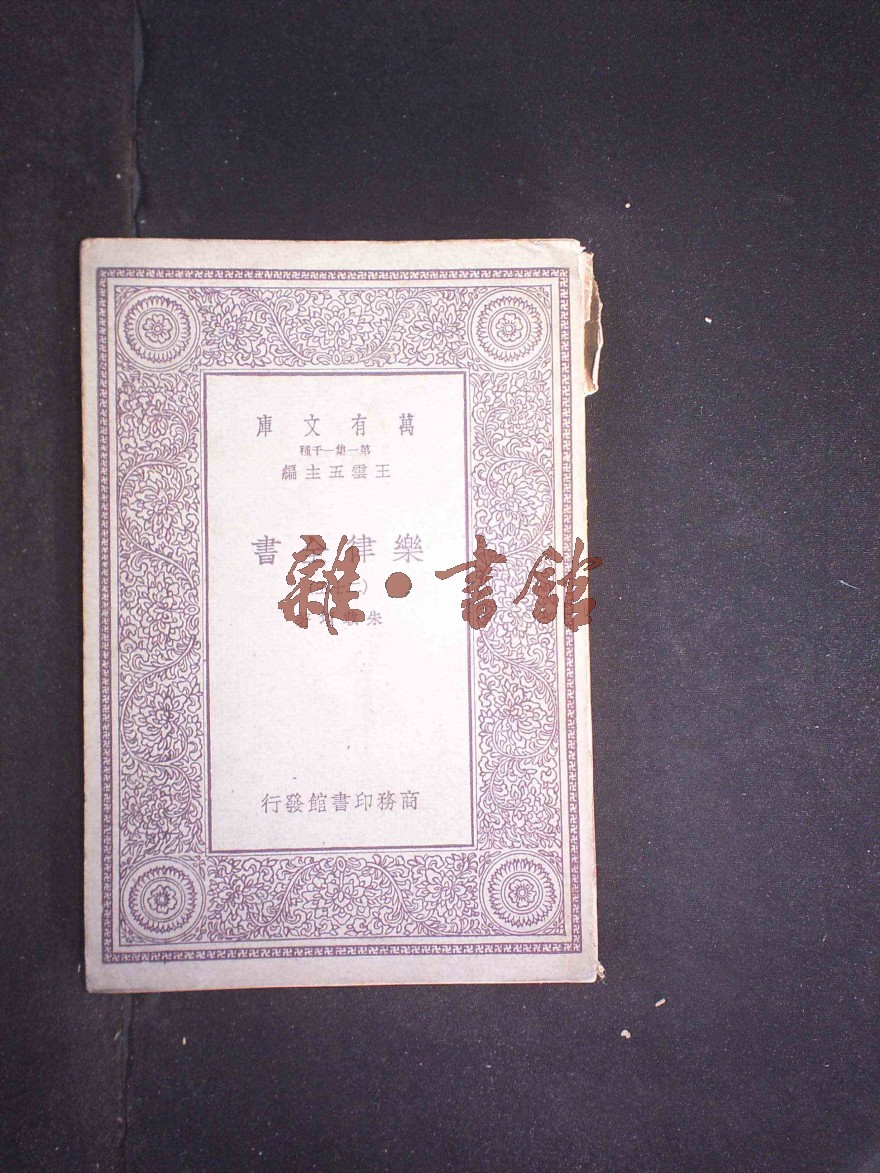 萬有文庫
第一集一千種
王雲五主編
樂律全書
朱
商務印書館發行
雜·書館